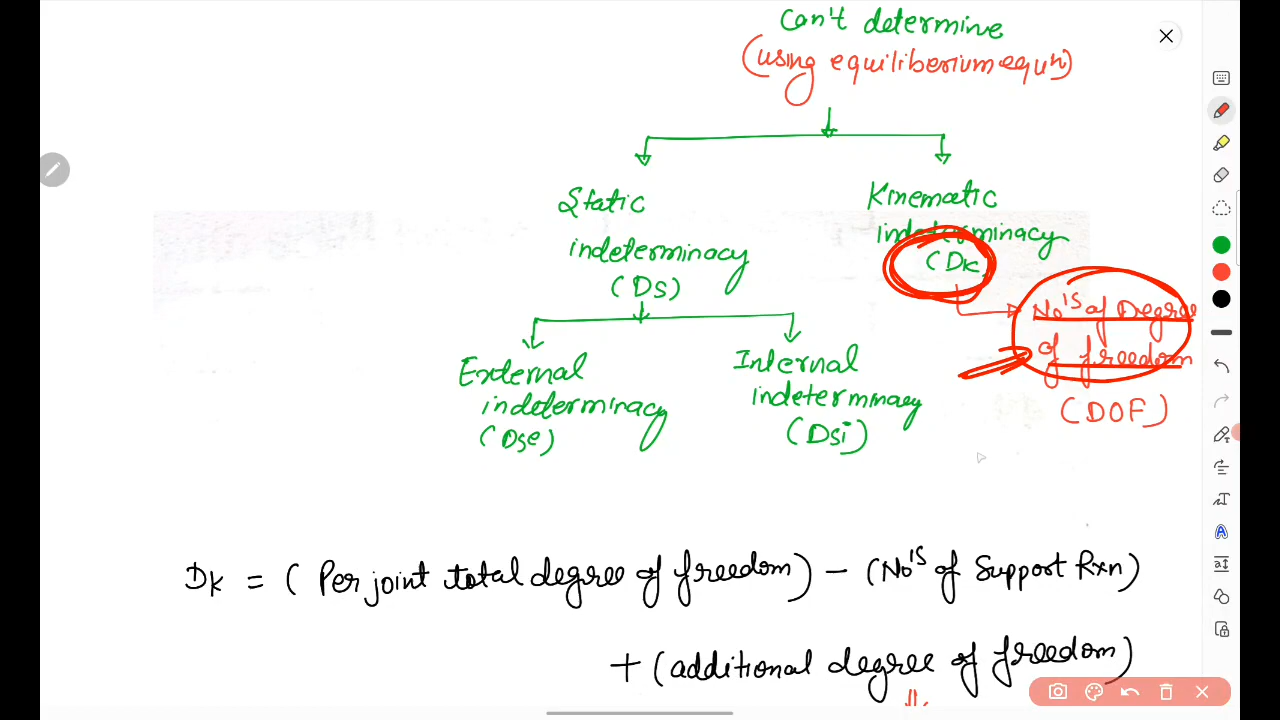 Can't determine
(using equiliberium equⁿ)
Static
indeterminacy
(Ds)
Kinematic
indeterminacy
(Dk)
No'S of Degree
of freedom
(DOF)
External
indeterminacy
(Dse)
Internal
indeterminacy
(Dsi)
Dk = (Per joint total degree of freedom) - (No'S of Support Rxn)
+ (additional degree of freedom)